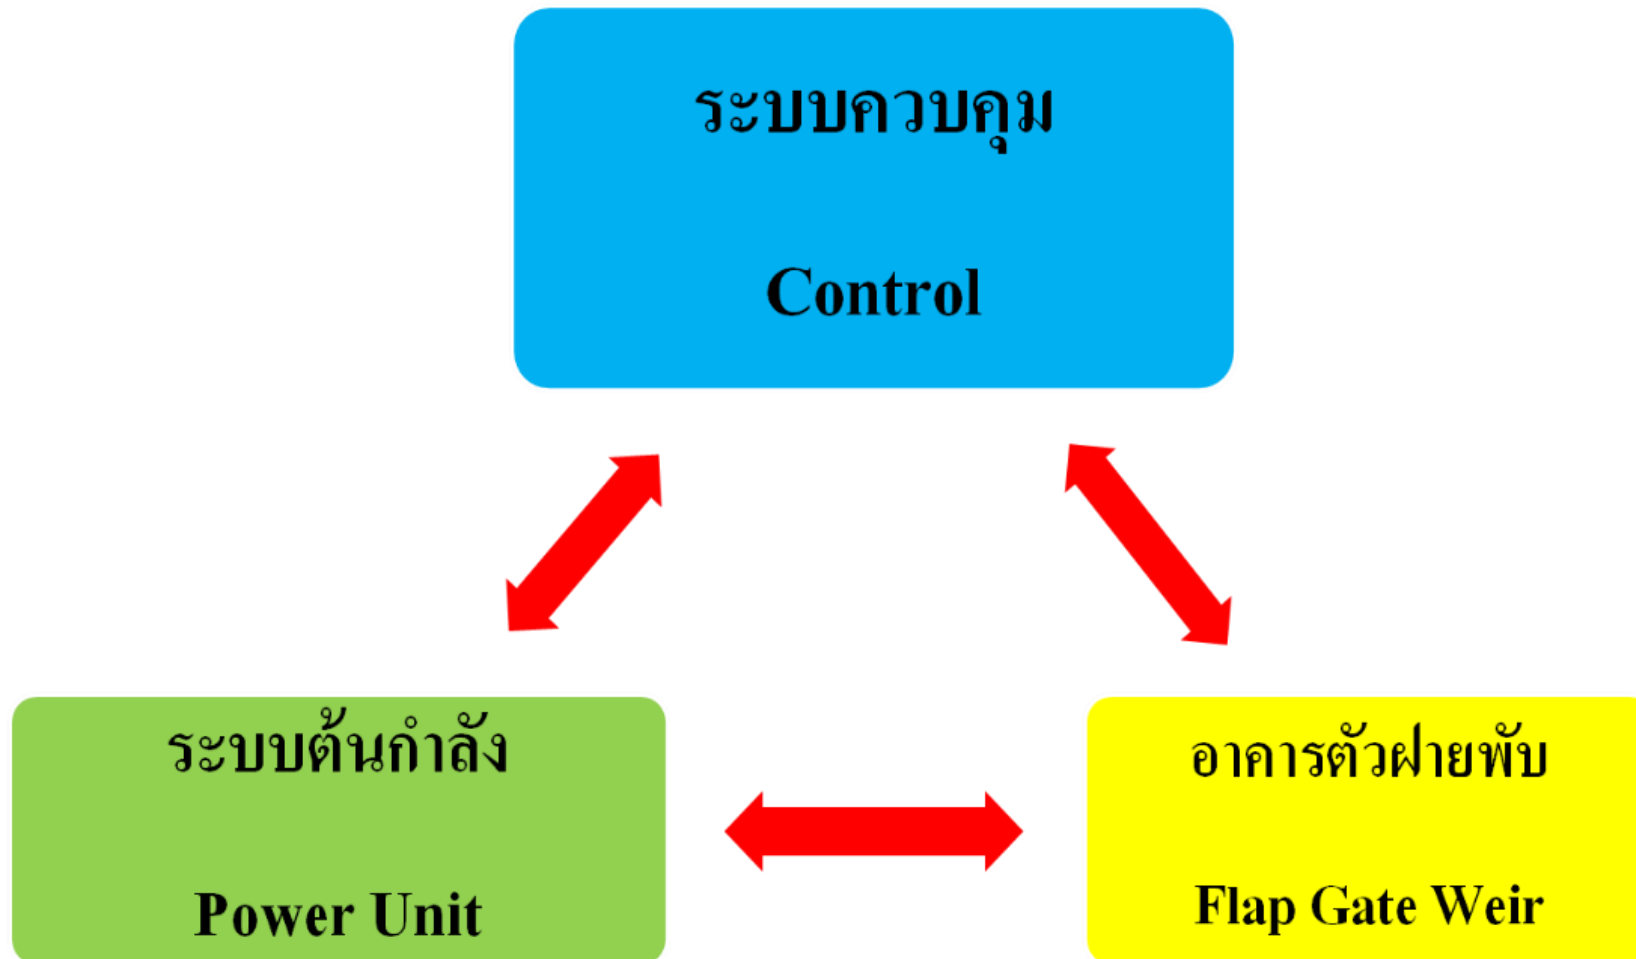 ระบบควบคุม
Control
ระบบต้นกำลัง
Power Unit
อาคารตัวฝายพับ
Flap Gate Weir